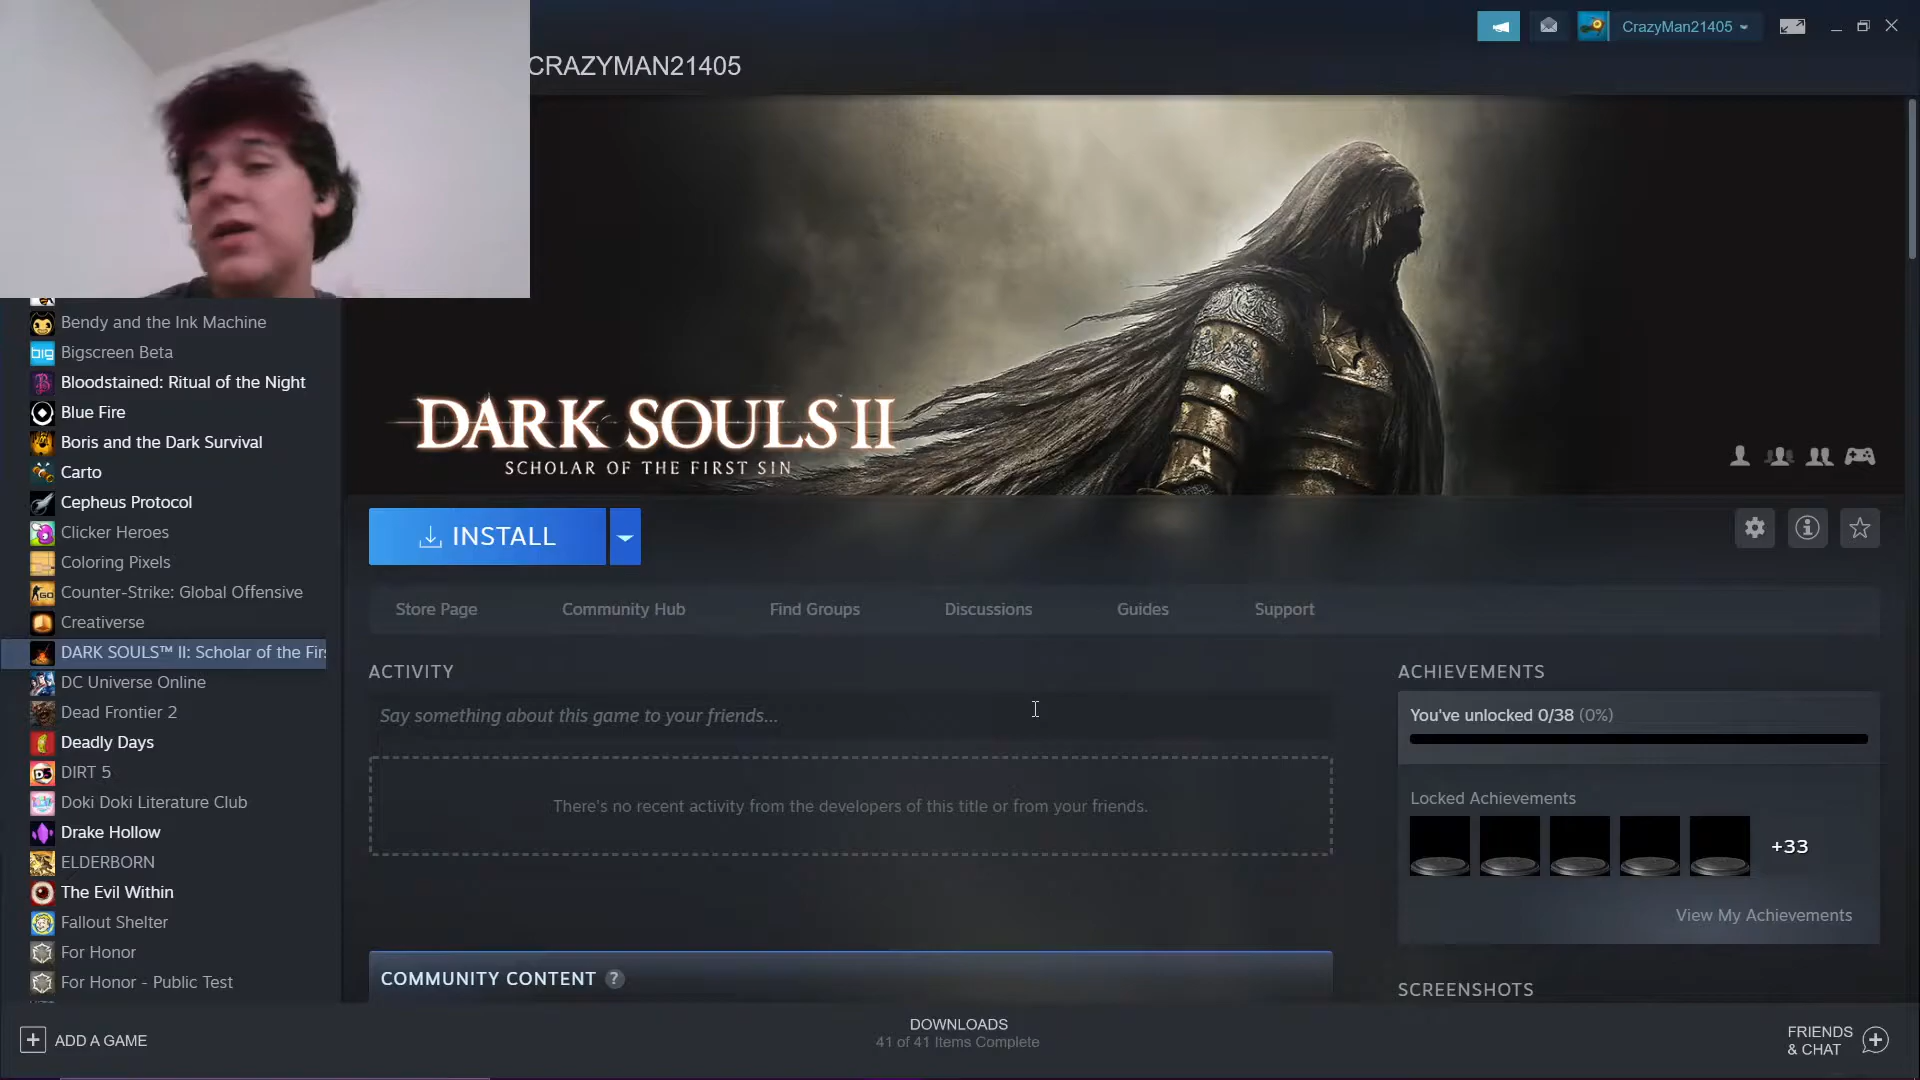 CrazyMan21405
CRAZYMAN21405
DARK SOULS II
SCHOLAR OF THE FIRST SIN
Bendy and the Ink Machine
big Bigscreen Beta
Bloodstained: Ritual of the Night
Blue Fire
Boris and the Dark Survival
Carto
Cepheus Protocol
Clicker Heroes
Coloring Pixels
GO Counter-Strike: Global Offensive
Creativerse
DARK SOULS™ II: Scholar of the Firs
DC Universe Online
Dead Frontier 2
Deadly Days
D5 DIRT 5
Doki Doki Literature Club
Drake Hollow
ELDERBORN
The Evil Within
Fallout Shelter
For Honor
For Honor - Public Test
INSTALL
Store Page Community Hub Find Groups Discussions Guides Support
ACTIVITY
Say something about this game to your friends...
There's no recent activity from the developers of this title or from your friends.
COMMUNITY CONTENT ?
ACHIEVEMENTS
You've unlocked 0/38 (0%)
Locked Achievements
+33
View My Achievements
SCREENSHOTS
ADD A GAME
DOWNLOADS
41 of 41 Items Complete
FRIENDS
& CHAT